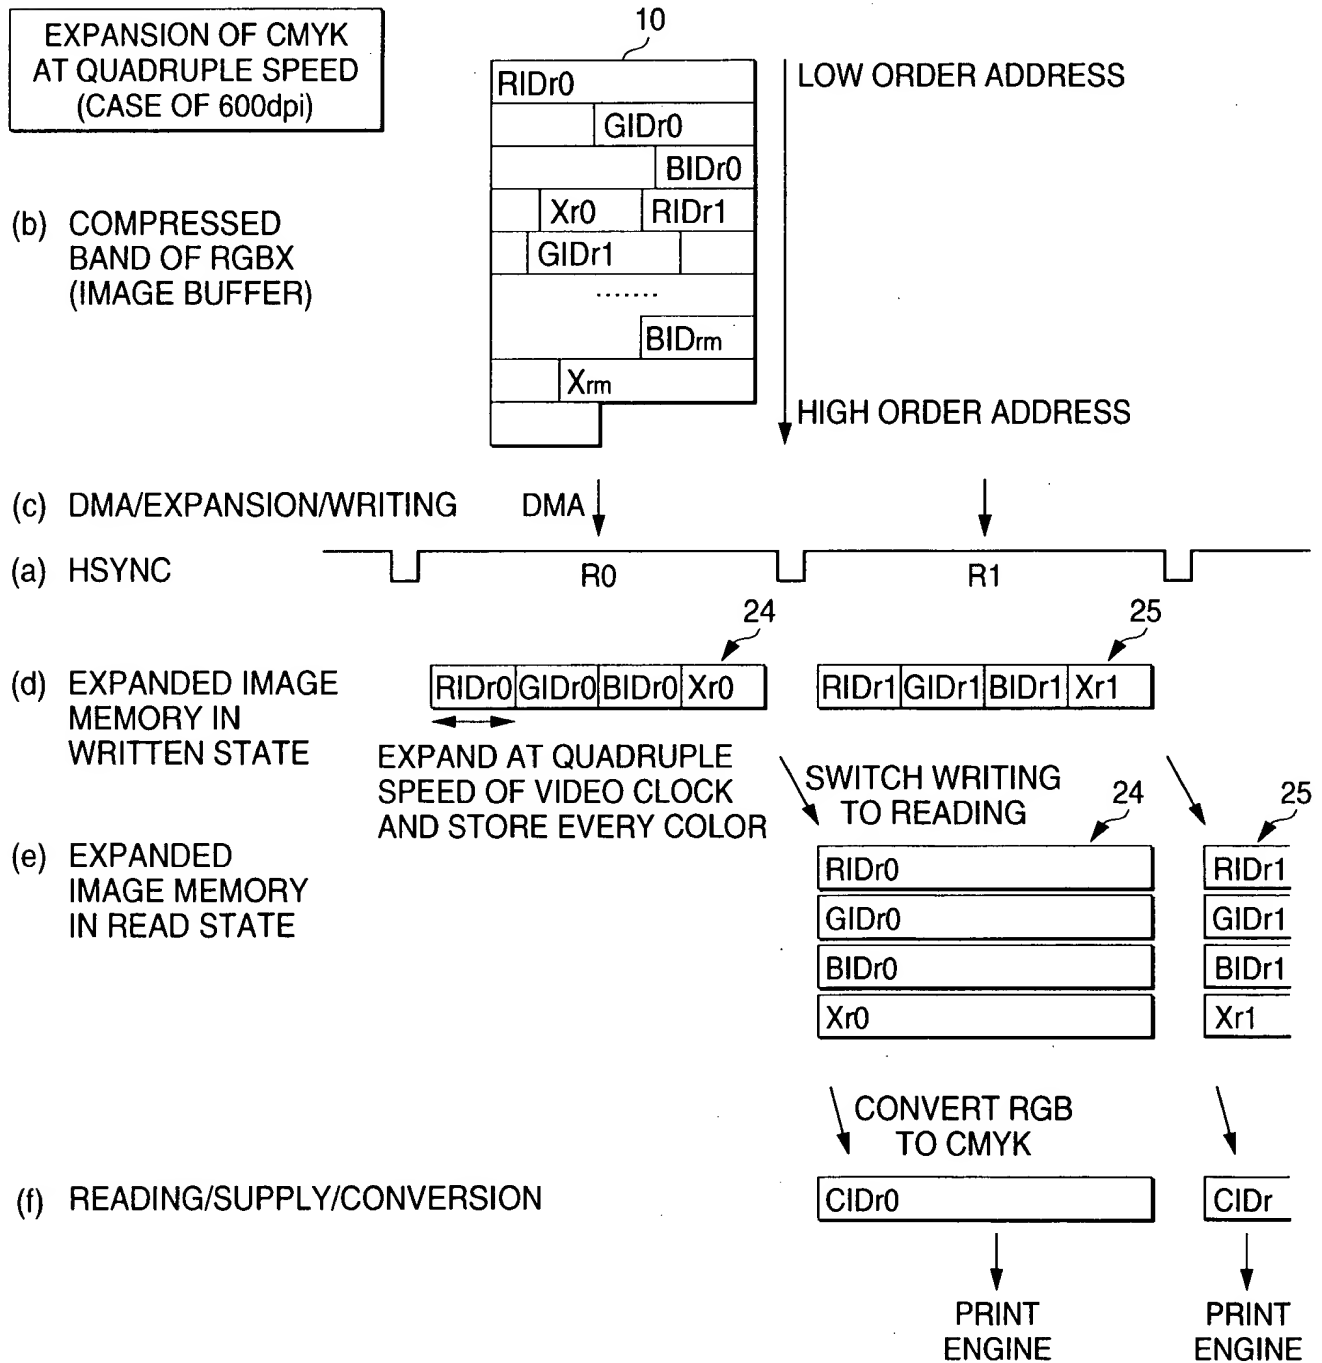 EXPANSION OF CMYK
AT QUADRUPLE SPEED
(CASE OF 600dpi)
10
RIDr0
LOW ORDER ADDRESS
GIDr0
BIDr0
(b) COMPRESSED
BAND OF RGBX
(IMAGE BUFFER)
Xr0 RIDr1
GIDr1
.......
BIDrm
Xrm
HIGH ORDER ADDRESS
(c) DMA/EXPANSION/WRITING DMA
(a) HSYNC R0 R1
24 25
(d) EXPANDED IMAGE
MEMORY IN
WRITTEN STATE
RIDr0 GIDr0 BIDr0 Xr0 RIDr1 GIDr1 BIDr1 Xr1
EXPAND AT QUADRUPLE
SPEED OF VIDEO CLOCK
AND STORE EVERY COLOR
SWITCH WRITING
TO READING
24 25
(e) EXPANDED
IMAGE MEMORY
IN READ STATE
RIDr0 RIDr1
GIDr0 GIDr1
BIDr0 BIDr1
Xr0 Xr1
CONVERT RGB
TO CMYK
(f) READING/SUPPLY/CONVERSION CIDr0 CIDr
PRINT
ENGINE
PRINT
ENGINE